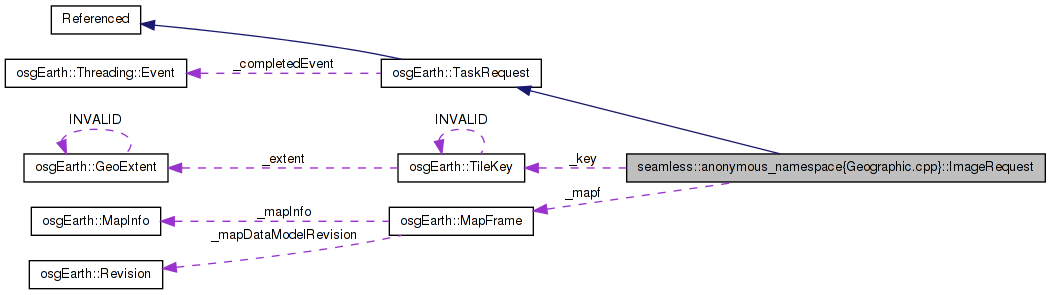 Referenced
osgEarth::Threading::Event
_completedEvent
osgEarth::TaskRequest
INVALID
INVALID
osgEarth::GeoExtent
_extent
osgEarth::TileKey
_key
seamless::anonymous_namespace{Geographic.cpp}::ImageRequest
_mapf
osgEarth::MapInfo
_mapInfo
osgEarth::MapFrame
_mapDataModelRevision
osgEarth::Revision